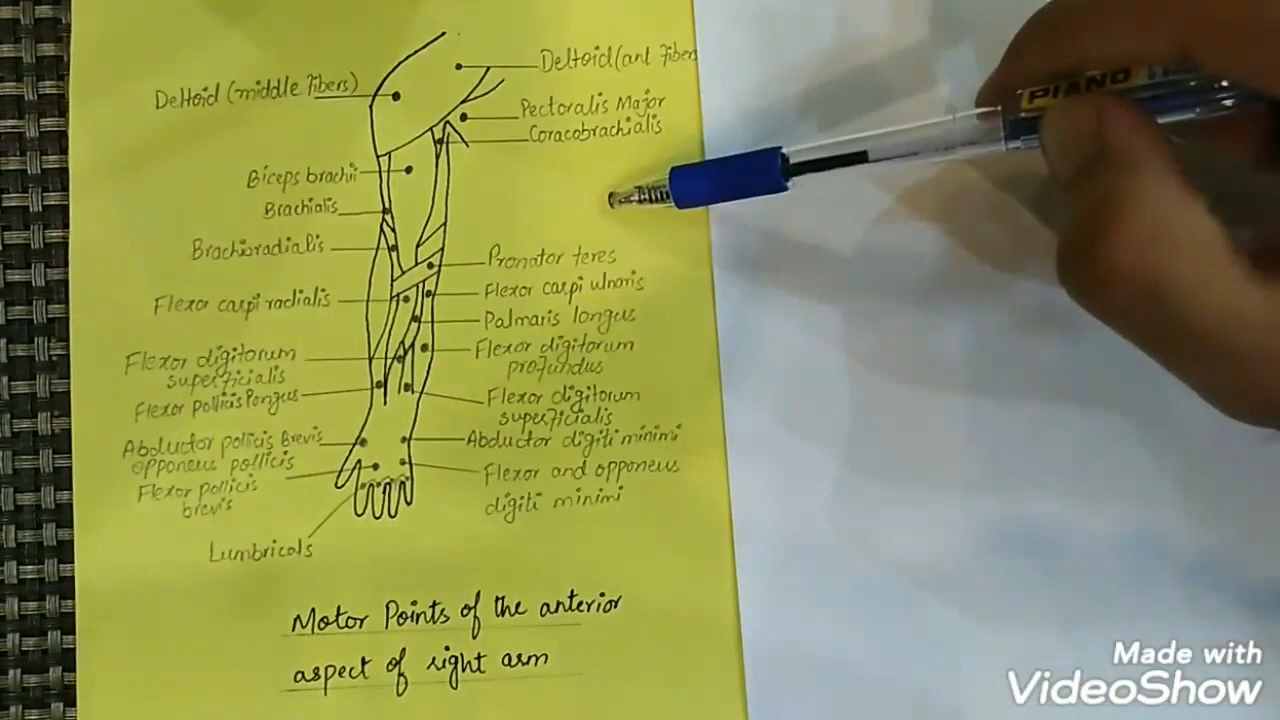 Deltoid (ant Fibers
Deltoid (middle Fibers)
Pectoralis Major
Coracobrachialis
Biceps brachii
Brachialis
Brachioradialis
Pronator teres
Flexor carpi ulnaris
Flexor carpi radialis
Palmaris longus
Flexor digitorum
profundus
Flexor digitorum
superficialis
Flexor pollicis longus
Flexor digitorum
superficialis
Abductor pollicis Brevis
opponeus pollicis
Flexor pollicis
brevis
Abductor digiti minimi
Flexor and opponeus
digiti minimi
Lumbricals
Motor Points of the anterior
aspect of right arm
PIANO
Made with
VideoShow